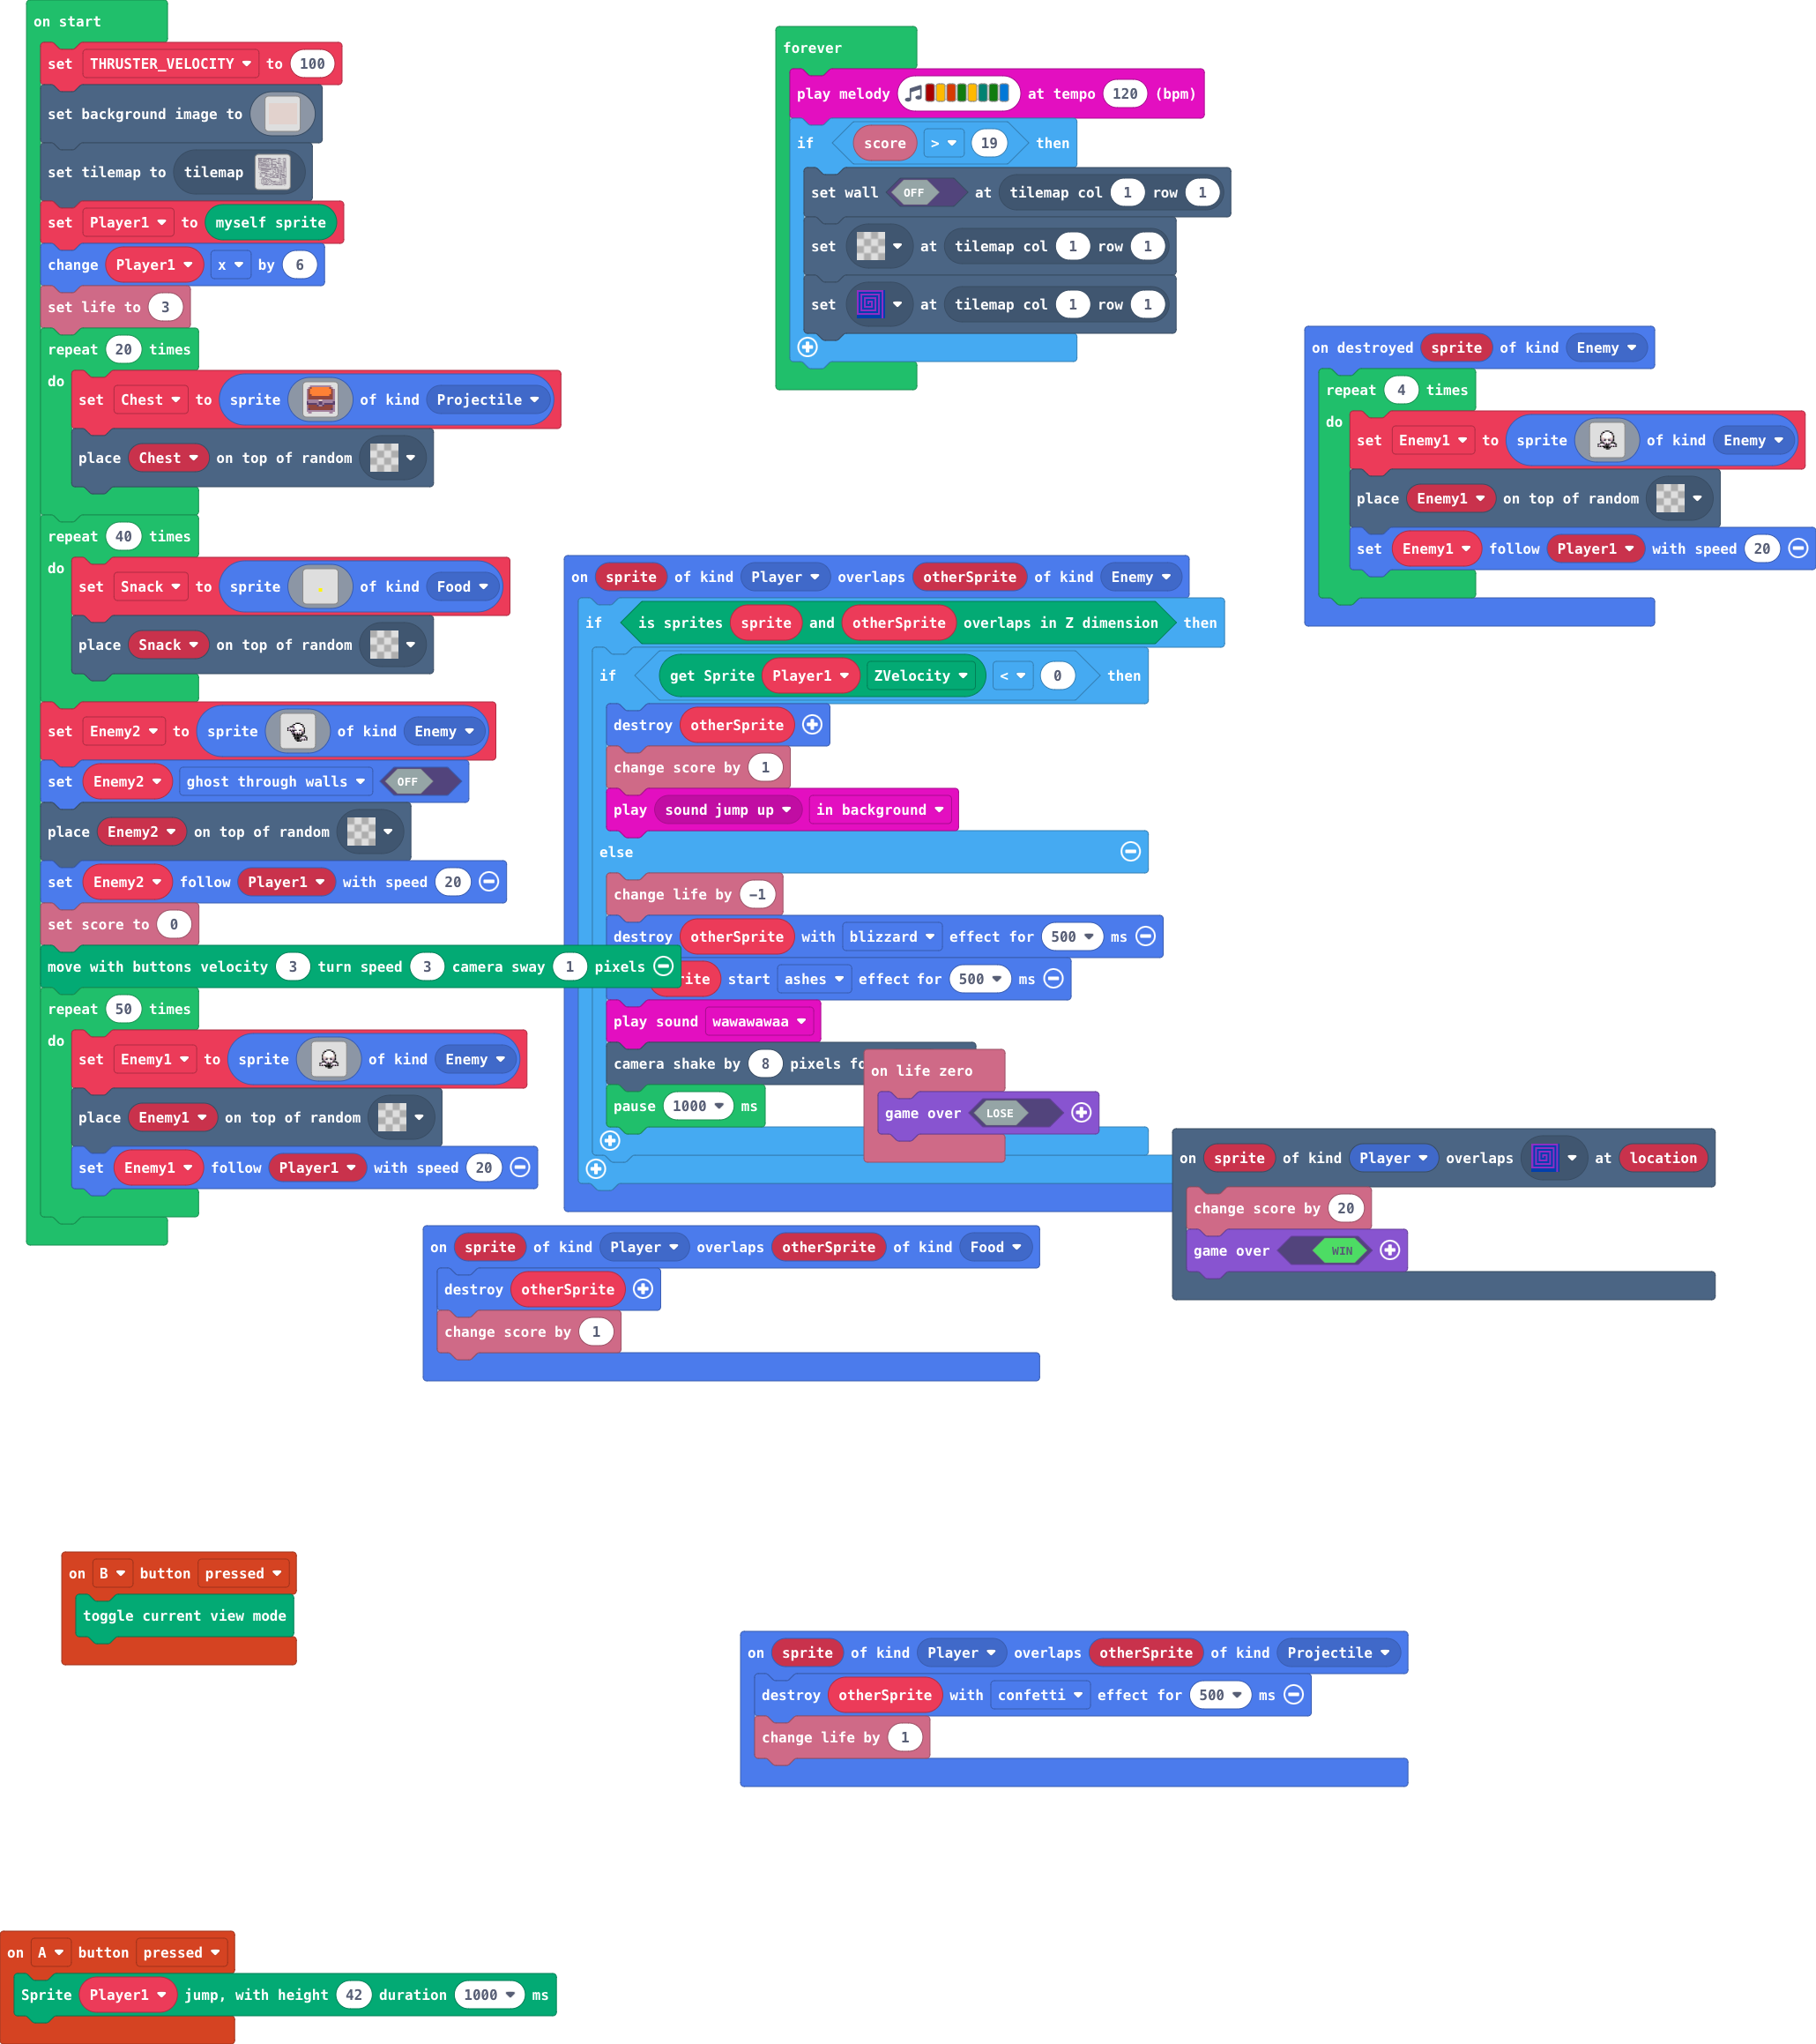 on start
set THRUSTER_VELOCITY to 100
set background image to
set tilemap to tilemap
set Player1 to myself sprite
change Player1 x by 6
set life to 3
repeat 20 times
do
set Chest to sprite of kind Projectile
place Chest on top of random
repeat 40 times
do
set Snack to sprite of kind Food
place Snack on top of random
set Enemy2 to sprite of kind Enemy
set Enemy2 ghost through walls OFF
place Enemy2 on top of random
set Enemy2 follow Player1 with speed 20
set score to 0
move with buttons velocity 3 turn speed 3 camera sway 1 pixels
repeat 50 times
do
set Enemy1 to sprite of kind Enemy
place Enemy1 on top of random
set Enemy1 follow Player1 with speed 20
forever
play melody at tempo 120 (bpm)
if score > 19 then
set wall OFF at tilemap col 1 row 1
set at tilemap col 1 row 1
set at tilemap col 1 row 1
on destroyed sprite of kind Enemy
repeat 4 times
do
set Enemy1 to sprite of kind Enemy
place Enemy1 on top of random
set Enemy1 follow Player1 with speed 20
on sprite of kind Player overlaps otherSprite of kind Enemy
if is sprites sprite and otherSprite overlaps in Z dimension then
if get Sprite Player1 ZVelocity < 0 then
destroy otherSprite
change score by 1
play sound jump up in background
else
change life by -1
destroy otherSprite with blizzard effect for 500 ms
start ashes effect for 500 ms
play sound wawawawaa
camera shake by 8 pixels
pause 1000 ms
on life zero
game over LOSE
on sprite of kind Player overlaps at location
change score by 20
game over WIN
on sprite of kind Player overlaps otherSprite of kind Food
destroy otherSprite
change score by 1
on B button pressed
toggle current view mode
on sprite of kind Player overlaps otherSprite of kind Projectile
destroy otherSprite with confetti effect for 500 ms
change life by 1
on A button pressed
Sprite Player1 jump, with height 42 duration 1000 ms